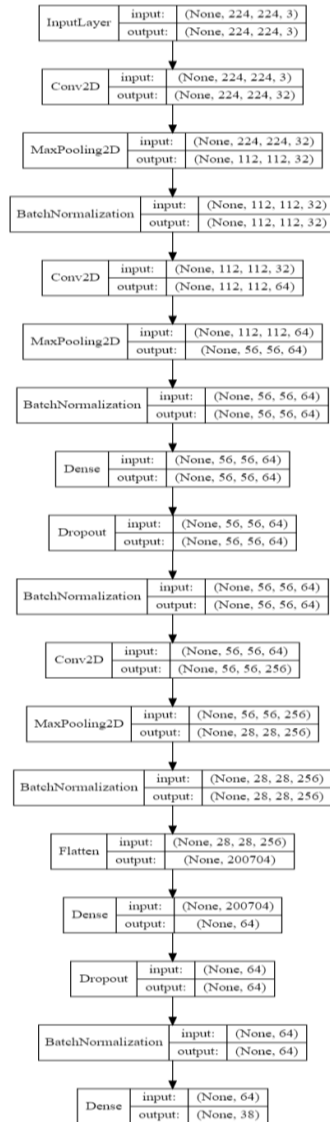 InputLayer input: (None, 224, 224, 3)
output: (None, 224, 224, 3)
Conv2D input: (None, 224, 224, 3)
output: (None, 224, 224, 32)
MaxPooling2D input: (None, 224, 224, 32)
output: (None, 112, 112, 32)
BatchNormalization input: (None, 112, 112, 32)
output: (None, 112, 112, 32)
Conv2D input: (None, 112, 112, 32)
output: (None, 112, 112, 64)
MaxPooling2D input: (None, 112, 112, 64)
output: (None, 56, 56, 64)
BatchNormalization input: (None, 56, 56, 64)
output: (None, 56, 56, 64)
Dense input: (None, 56, 56, 64)
output: (None, 56, 56, 64)
Dropout input: (None, 56, 56, 64)
output: (None, 56, 56, 64)
BatchNormalization input: (None, 56, 56, 64)
output: (None, 56, 56, 64)
Conv2D input: (None, 56, 56, 64)
output: (None, 56, 56, 256)
MaxPooling2D input: (None, 56, 56, 256)
output: (None, 28, 28, 256)
BatchNormalization input: (None, 28, 28, 256)
output: (None, 28, 28, 256)
Flatten input: (None, 28, 28, 256)
output: (None, 200704)
Dense input: (None, 200704)
output: (None, 64)
Dropout input: (None, 64)
output: (None, 64)
BatchNormalization input: (None, 64)
output: (None, 64)
Dense input: (None, 64)
output: (None, 38)